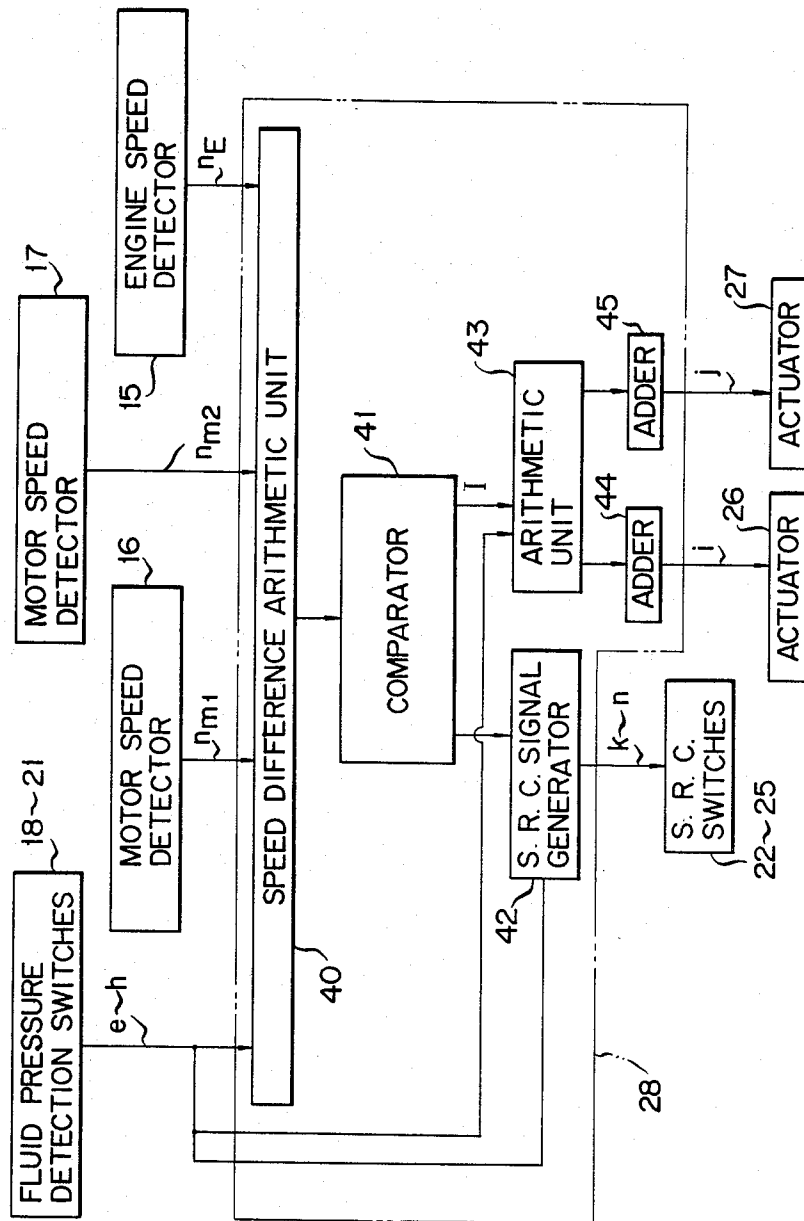 FLUID PRESSURE
DETECTION SWITCHES
18~21
e~h
MOTOR SPEED
DETECTOR
16
nm1
MOTOR SPEED
DETECTOR
17
nm2
ENGINE SPEED
DETECTOR
15
nE
SPEED DIFFERENCE ARITHMETIC UNIT
40
COMPARATOR
41
I
S. R. C. SIGNAL
GENERATOR
42
ARITHMETIC
UNIT
43
ADDER
44
ADDER
45
k~n
i
j
S. R. C.
SWITCHES
22~25
ACTUATOR
26
ACTUATOR
27
28